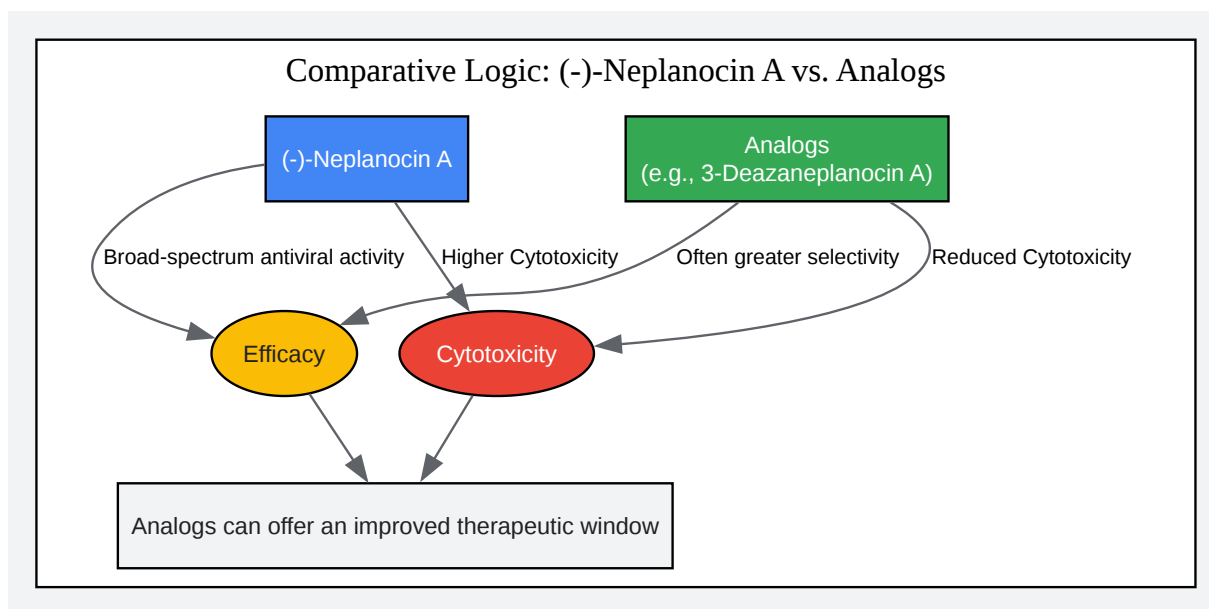 Comparative Logic: (-)-Neplanocin A vs. Analogs
(-)-Neplanocin A
Analogs
(e.g., 3-Deazaneplanocin A)
Broad-spectrum antiviral activity
Higher Cytotoxicity
Often greater selectivity
Reduced Cytotoxicity
Efficacy
Cytotoxicity
Analogs can offer an improved therapeutic window